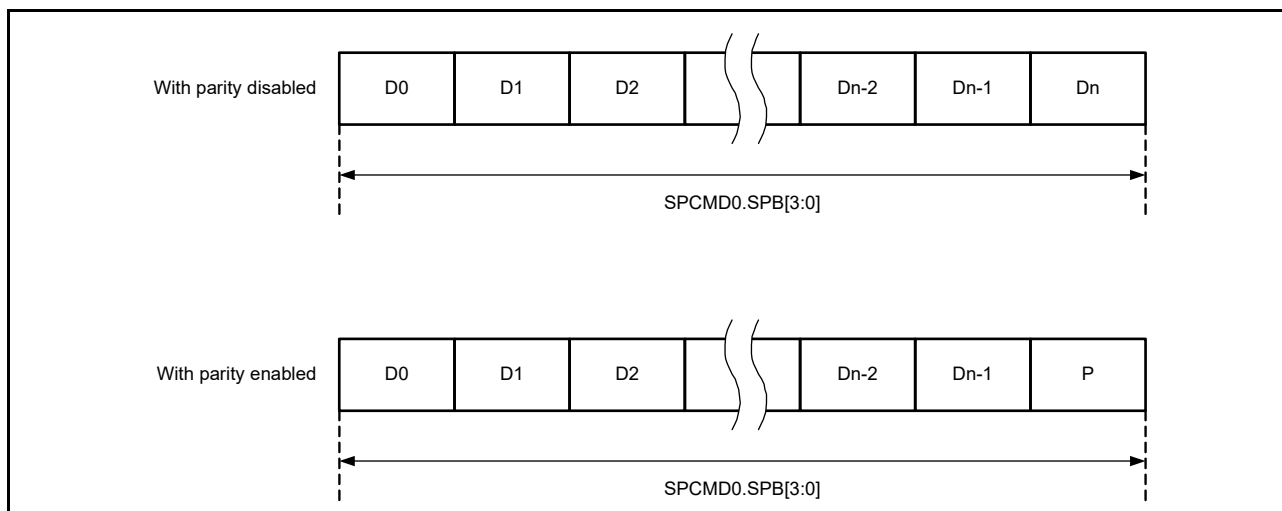 With parity disabled D0 D1 D2 Dn-2 Dn-1 Dn
SPCMD0.SPB[3:0]
With parity enabled D0 D1 D2 Dn-2 Dn-1 P
SPCMD0.SPB[3:0]